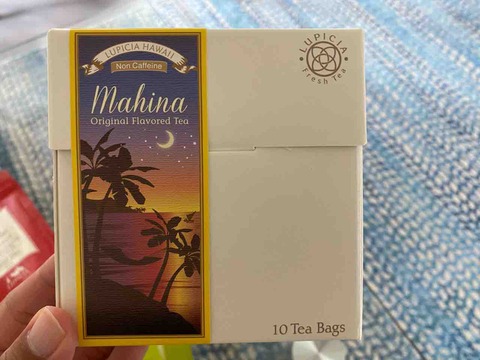 LUPICIA HAWAII
Non Caffeine
Mahina
Original Flavored Tea
LUPICIA
Fresh Tea
10 Tea Bags